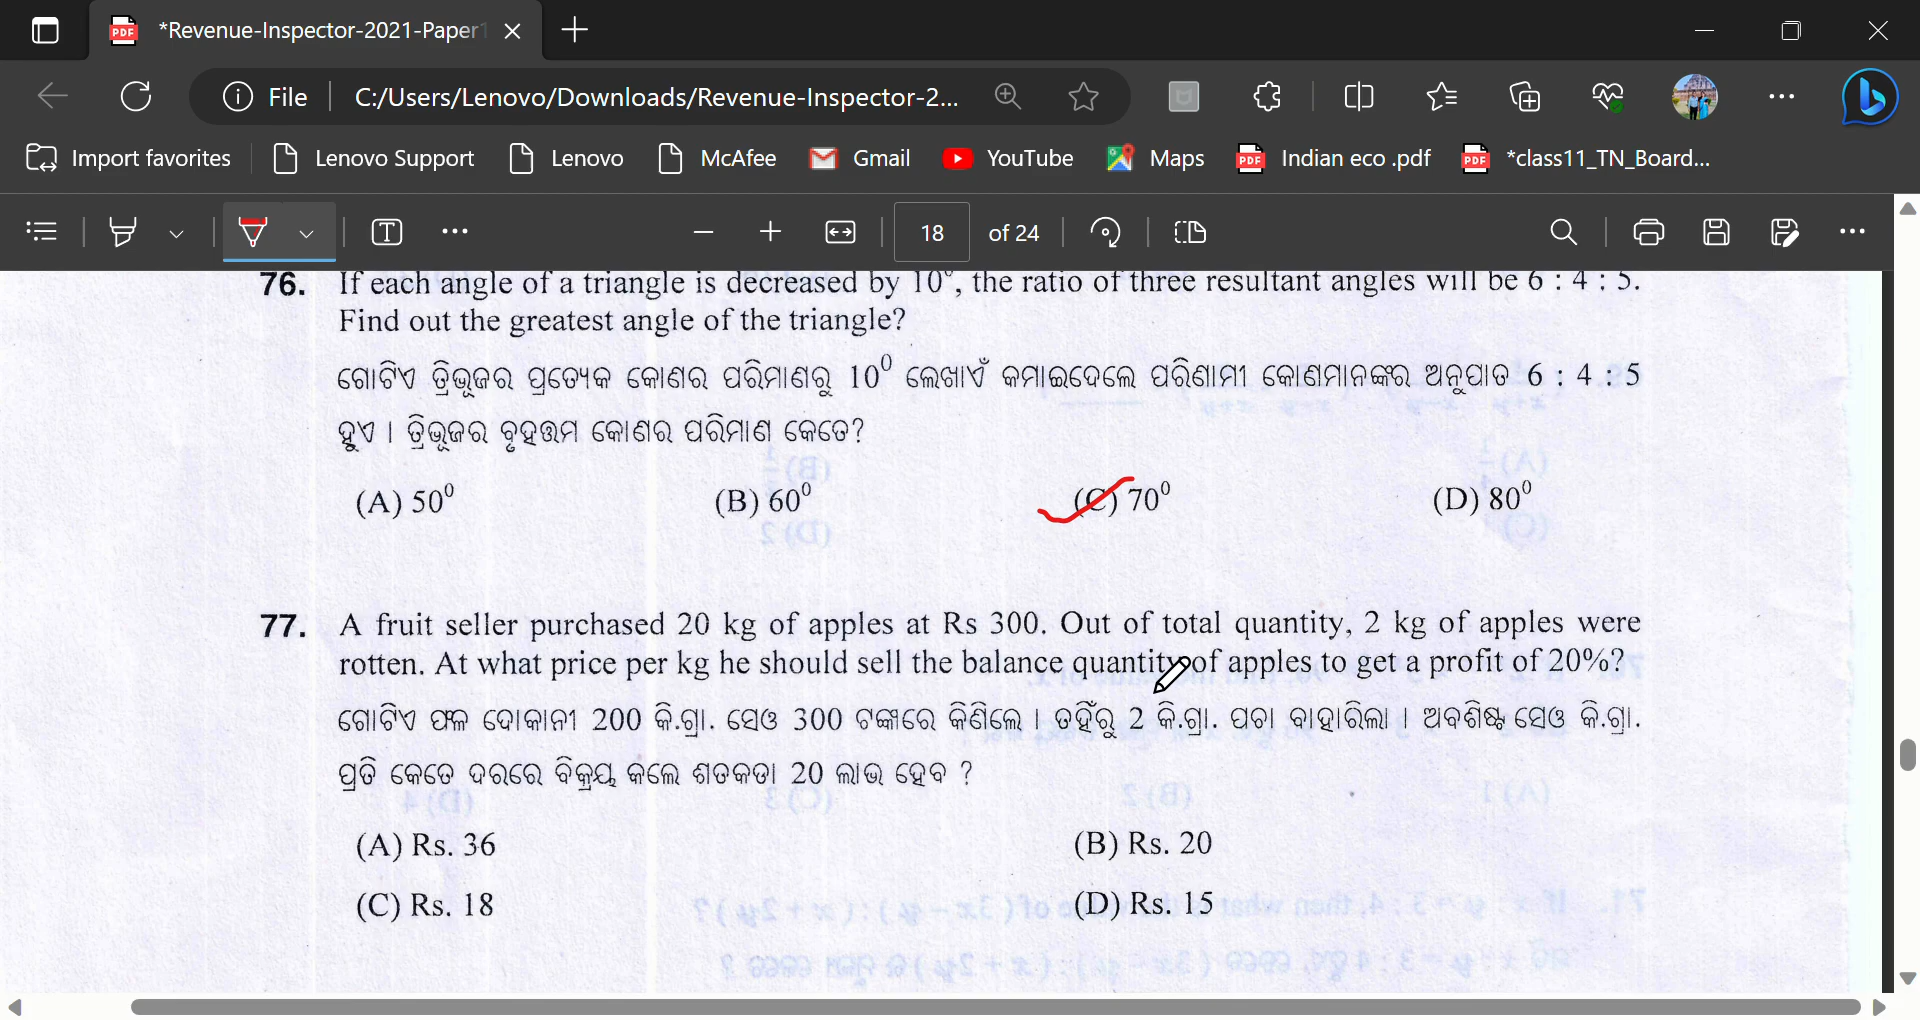 *Revenue-Inspector-2021-Paper1
File C:/Users/Lenovo/Downloads/Revenue-Inspector-2...
Import favorites Lenovo Support Lenovo McAfee Gmail YouTube Maps Indian eco .pdf *class11_TN_Board...
18 of 24
76. If each angle of a triangle is decreased by 10⁰, the ratio of three resultant angles will be 6 : 4 : 5.
Find out the greatest angle of the triangle?
ଗୋଟିଏ ତ୍ରିଭୂଜର ପ୍ରତ୍ୟେକ କୋଣର ପରିମାଣରୁ 10⁰ ଲେଖାଏଁ କମାଇଦେଲେ ପରିଣାମୀ କୋଣମାନଙ୍କର ଅନୁପାତ 6 : 4 : 5
ହୁଏ । ତ୍ରିଭୂଜର ବୃହତ୍ତମ କୋଣର ପରିମାଣ କେତେ?
(A) 50⁰ (B) 60⁰ (C) 70⁰ (D) 80⁰
77. A fruit seller purchased 20 kg of apples at Rs 300. Out of total quantity, 2 kg of apples were
rotten. At what price per kg he should sell the balance quantity of apples to get a profit of 20%?
ଗୋଟିଏ ଫଳ ଦୋକାନୀ 200 କି.ଗ୍ରା. ସେଓ 300 ଟଙ୍କାରେ କିଣିଲେ । ତହିଁରୁ 2 କି.ଗ୍ରା. ପଚା ବାହାରିଲା । ଅବଶିଷ୍ଟ ସେଓ କି.ଗ୍ରା.
ପ୍ରତି କେତେ ଦରରେ ବିକ୍ରୟ କଲେ ଶତକଡା 20 ଲାଭ ହେବ ?
(A) Rs. 36 (B) Rs. 20
(C) Rs. 18 (D) Rs. 15